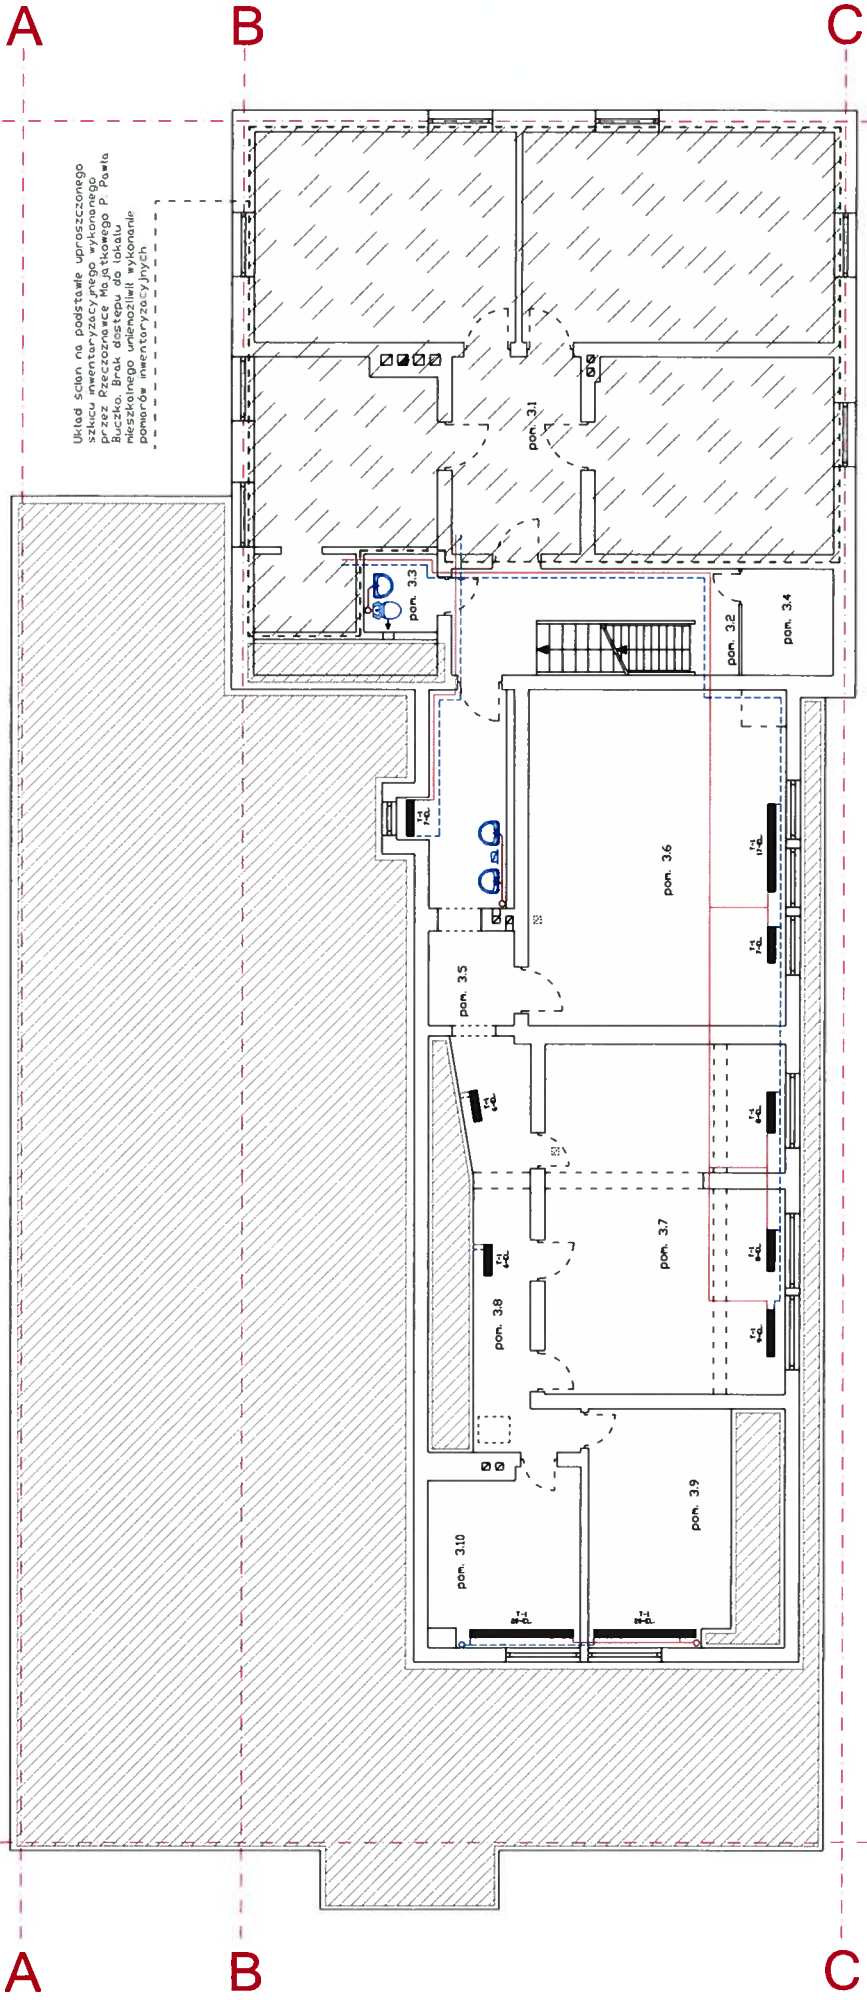 A
B
C
Układ ścian na podstawie uproszczonego
szkicu inwentaryzacyjnego wykonanego
przez Rzeczoznawcę Majątkowego P. Pawła
Buczko. Brak dostępu do lokalu
mieszkalnego uniemożliwił wykonanie
pomiarów inwentaryzacyjnych
pom. 3.1
pom. 3.3
pom. 3.2
pom. 3.4
pom. 3.6
pom. 3.5
pom. 3.7
pom. 3.8
pom. 3.9
pom. 3.10
A
B
C